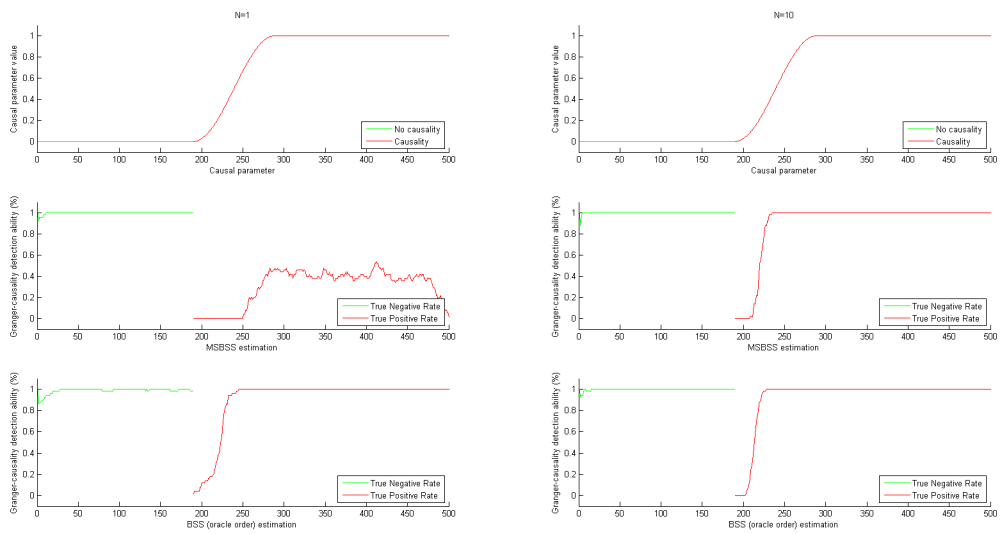 N=1
Causal parameter value
1
0.8
0.6
0.4
0.2
0
0 50 100 150 200 250 300 350 400 450 500
No causality
Causality
Causal parameter
N=10
Causal parameter value
1
0.8
0.6
0.4
0.2
0
0 50 100 150 200 250 300 350 400 450 500
No causality
Causality
Causal parameter
Granger-causality detection ability (%)
1
0.8
0.6
0.4
0.2
0
0 50 100 150 200 250 300 350 400 450 500
True Negative Rate
True Positive Rate
MSBSS estimation
Granger-causality detection ability (%)
1
0.8
0.6
0.4
0.2
0
0 50 100 150 200 250 300 350 400 450 500
True Negative Rate
True Positive Rate
MSBSS estimation
Granger-causality detection ability (%)
1
0.8
0.6
0.4
0.2
0
0 50 100 150 200 250 300 350 400 450 500
True Negative Rate
True Positive Rate
BSS (oracle order) estimation
Granger-causality detection ability (%)
1
0.8
0.6
0.4
0.2
0
0 50 100 150 200 250 300 350 400 450 500
True Negative Rate
True Positive Rate
BSS (oracle order) estimation